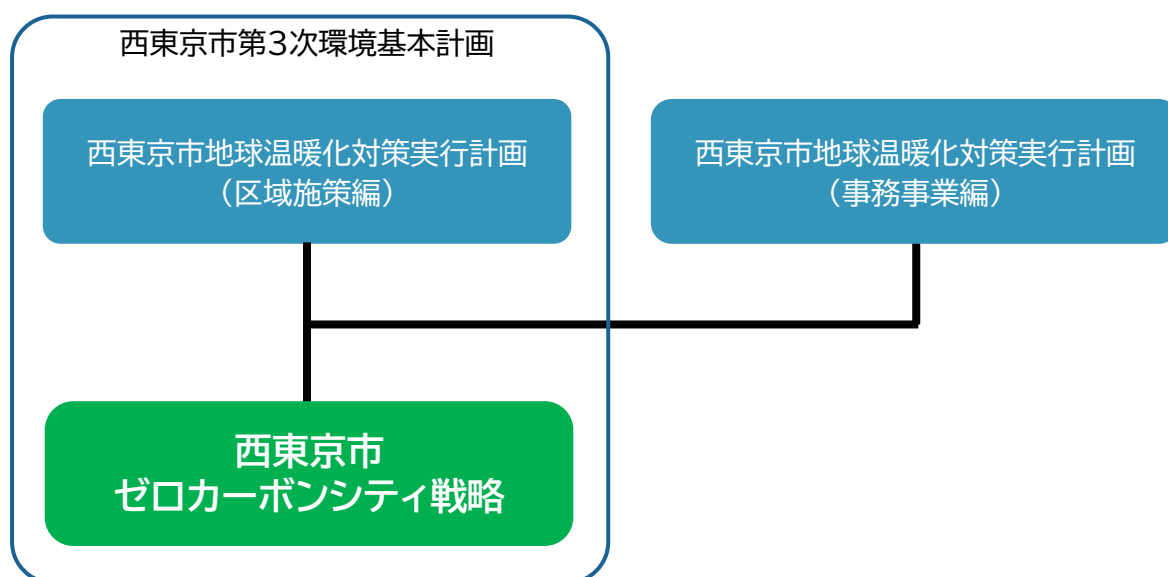 西東京市第3次環境基本計画
西東京市地球温暖化対策実行計画
（区域施策編）
西東京市地球温暖化対策実行計画
（事務事業編）
西東京市
ゼロカーボンシティ戦略